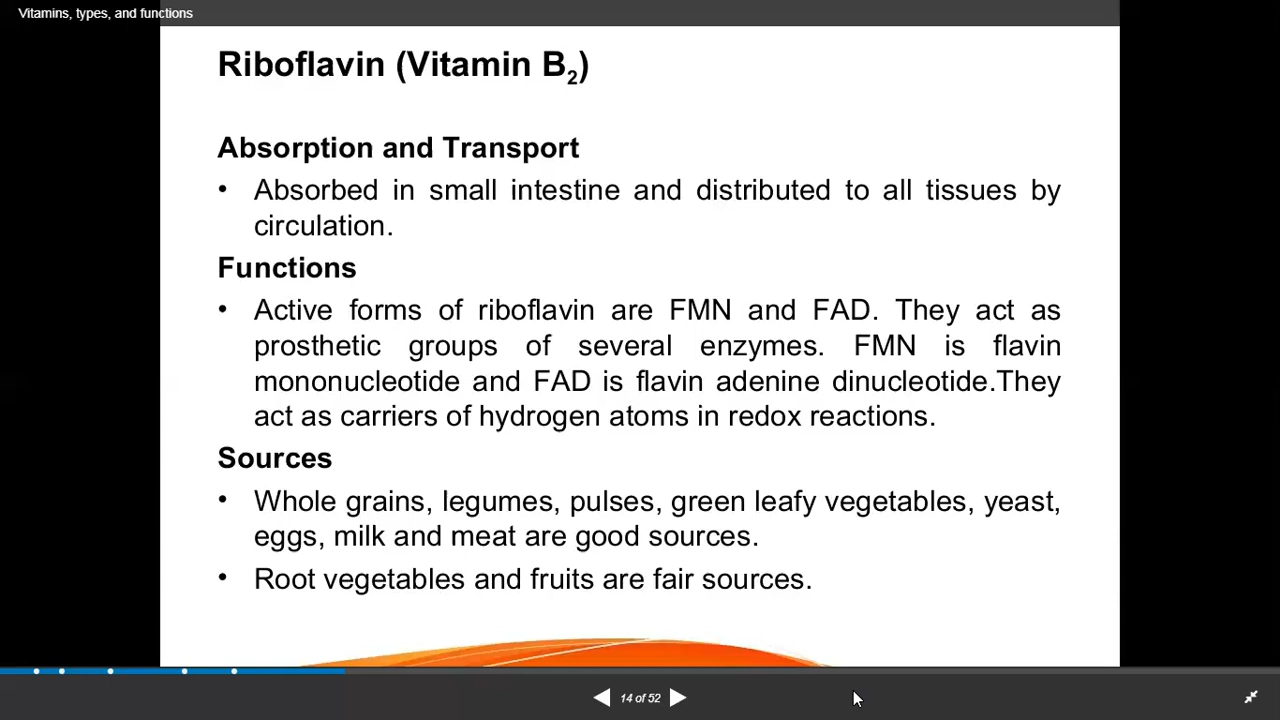 Vitamins, types, and functions
Riboflavin (Vitamin B₂)
Absorption and Transport
• Absorbed in small intestine and distributed to all tissues by
circulation.
Functions
• Active forms of riboflavin are FMN and FAD. They act as
prosthetic groups of several enzymes. FMN is flavin
mononucleotide and FAD is flavin adenine dinucleotide.They
act as carriers of hydrogen atoms in redox reactions.
Sources
• Whole grains, legumes, pulses, green leafy vegetables, yeast,
eggs, milk and meat are good sources.
• Root vegetables and fruits are fair sources.
14 of 52